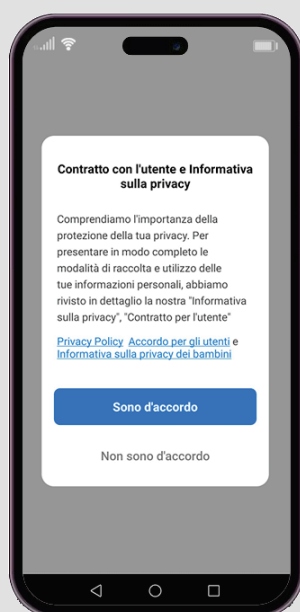 Contratto con l'utente e Informativa
sulla privacy
Comprendiamo l'importanza della
protezione della tua privacy. Per
presentare in modo completo le
modalità di raccolta e utilizzo delle
tue informazioni personali, abbiamo
rivisto in dettaglio la nostra "Informativa
sulla privacy", "Contratto per l'utente"
Privacy Policy Accordo per gli utenti e
Informativa sulla privacy dei bambini
Sono d'accordo
Non sono d'accordo